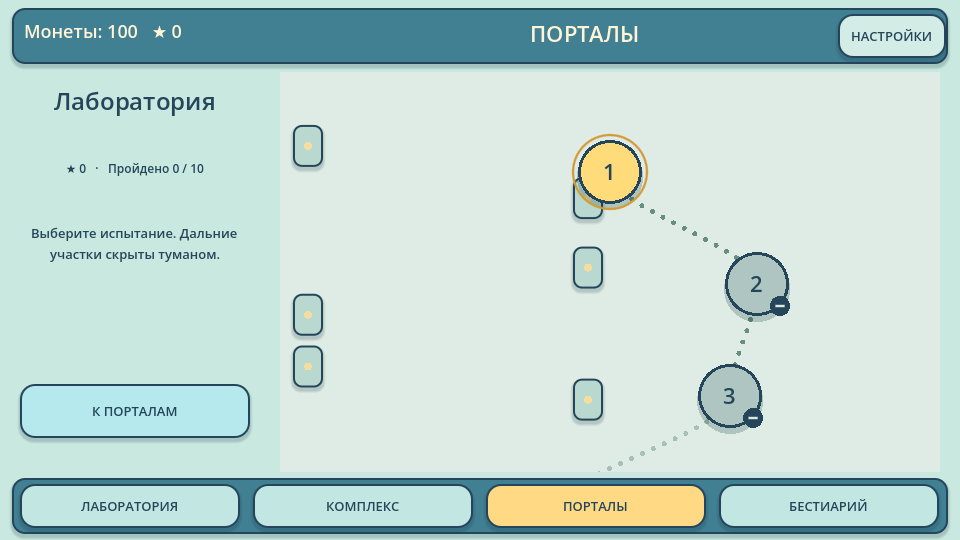 Монеты: 100 ★ 0
ПОРТАЛЫ
НАСТРОЙКИ
Лаборатория
★ 0 · Пройдено 0 / 10
Выберите испытание. Дальние
участки скрыты туманом.
К ПОРТАЛАМ
1
2
3
ЛАБОРАТОРИЯ
КОМПЛЕКС
ПОРТАЛЫ
БЕСТИАРИЙ